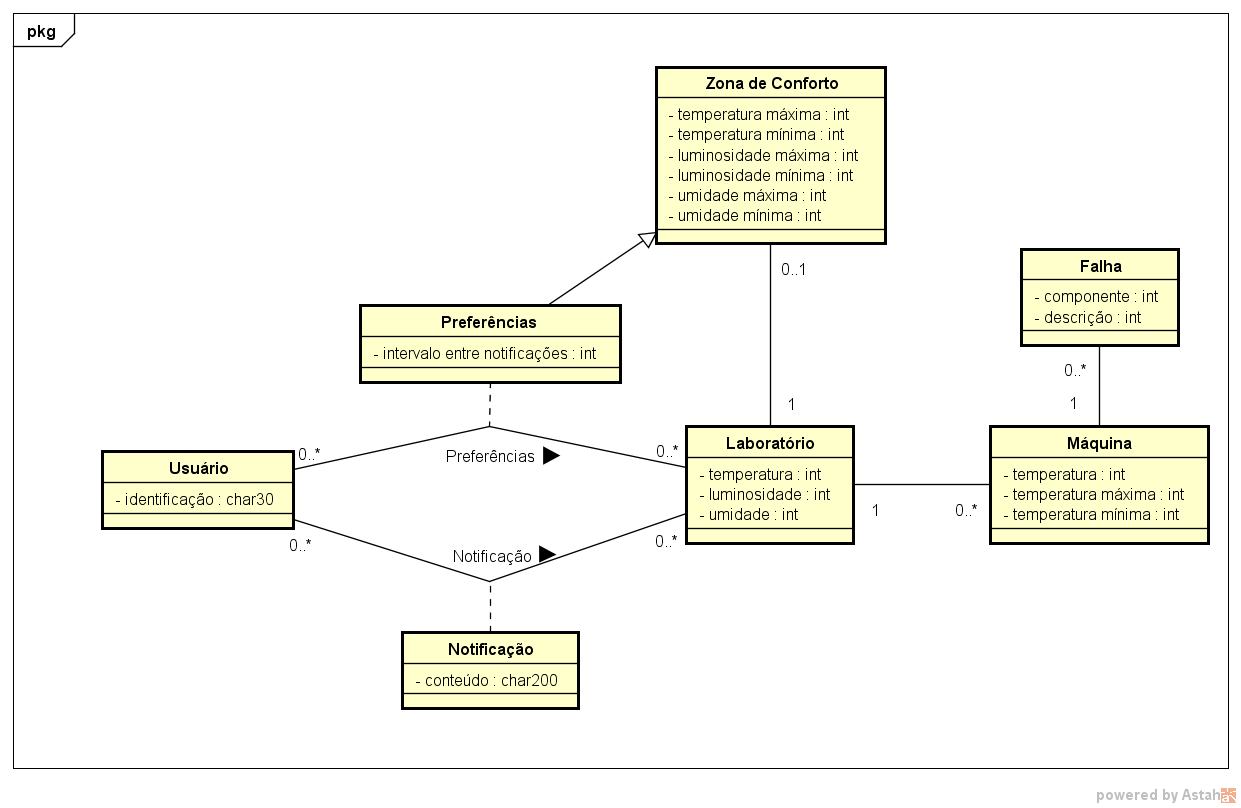 pkg
Zona de Conforto
- temperatura máxima : int
- temperatura mínima : int
- luminosidade máxima : int
- luminosidade mínima : int
- umidade máxima : int
- umidade mínima : int
0..1
1
Falha
- componente : int
- descrição : int
0..*
1
Preferências
- intervalo entre notificações : int
0..*
Preferências
0..*
Usuário
- identificação : char30
Laboratório
- temperatura : int
- luminosidade : int
- umidade : int
1
0..*
Máquina
- temperatura : int
- temperatura máxima : int
- temperatura mínima : int
0..*
Notificação
0..*
Notificação
- conteúdo : char200
powered by Astah